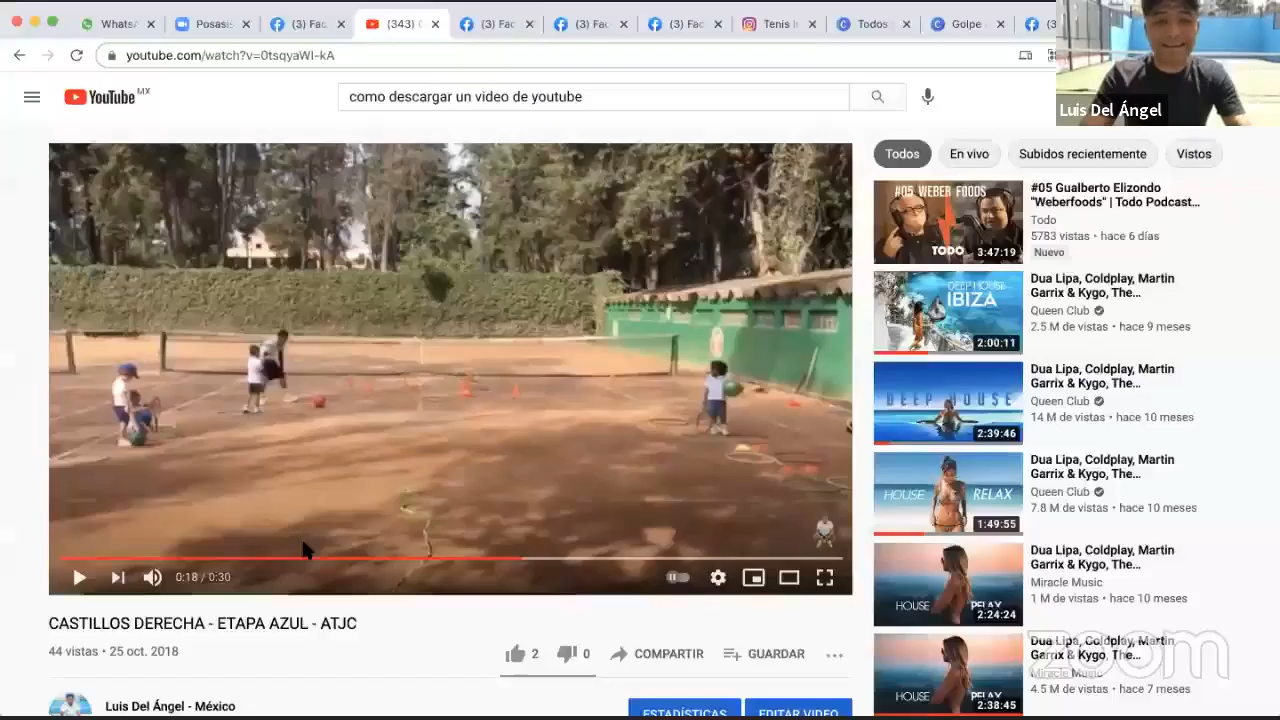 WhatsA
Posasis
(3) Fac
(343)
(3) Fac
(3) Fac
(3) Fac
Tenis I
Todos
Golpe
youtube.com/watch?v=0tsqyaWI-kA
YouTube MX
como descargar un video de youtube
Luis Del Ángel
Todos
En vivo
Subidos recientemente
Vistos
#05 WEBER FOODS
TODO
3:47:19
#05 Gualberto Elizondo
"Weberfoods" | Todo Podcast...
Todo
5783 vistas • hace 6 días
Nuevo
DEEP HOUSE
IBIZA
2:00:11
Dua Lipa, Coldplay, Martin
Garrix & Kygo, The...
Queen Club
2.5 M de vistas • hace 9 meses
DEEP HOUSE
2:39:46
Dua Lipa, Coldplay, Martin
Garrix & Kygo, The...
Queen Club
14 M de vistas • hace 10 meses
HOUSE RELAX
1:49:55
Dua Lipa, Coldplay, Martin
Garrix & Kygo, The...
Queen Club
7.8 M de vistas • hace 10 meses
HOUSE RELAX
2:24:24
Dua Lipa, Coldplay, Martin
Garrix & Kygo, The...
Miracle Music
1 M de vistas • hace 10 meses
HOUSE RELAX
2:38:45
Dua Lipa, Coldplay, Martin
Garrix & Kygo, The...
Miracle Music
4.5 M de vistas • hace 7 meses
zoom
0:18 / 0:30
CASTILLOS DERECHA - ETAPA AZUL - ATJC
44 vistas • 25 oct. 2018
2
0
COMPARTIR
GUARDAR
Luis Del Ángel - México
ESTADÍSTICAS
EDITAR VIDEO